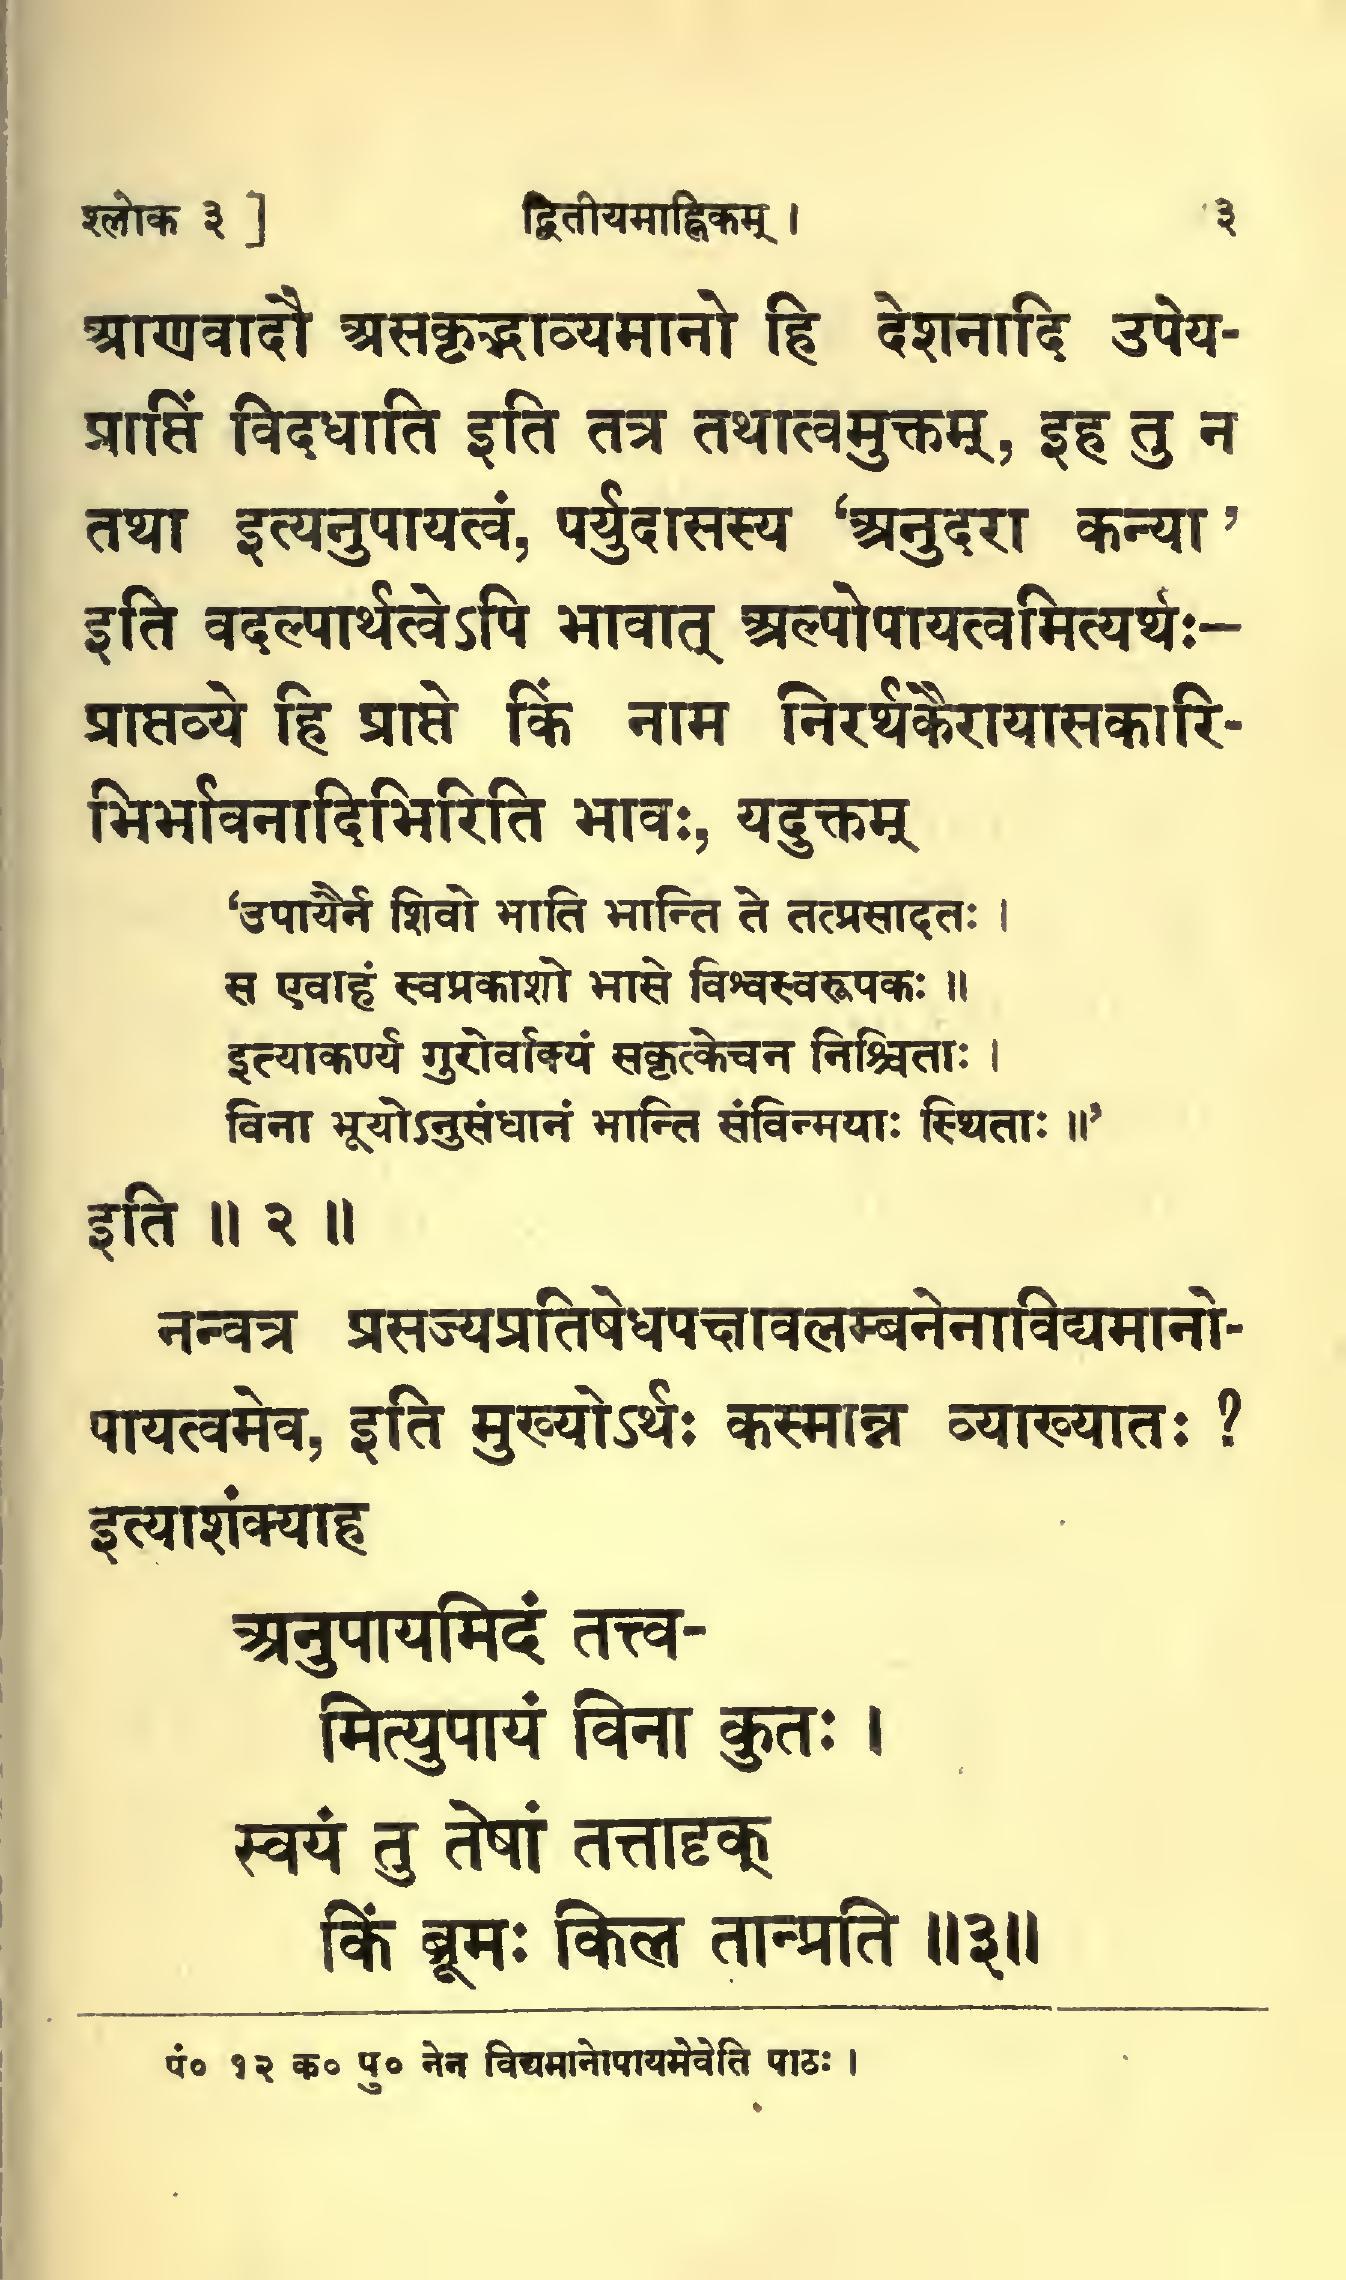 श्लोक ३ ] द्वितीयमाह्निकम् । ३
आणवादौ असकृद्भाव्यमानो हि देशनादि उपेय-
प्राप्तिं विदधाति इति तत्र तथात्वमुक्तम्, इह तु न
तथा इत्यनुपायत्वं, पर्युदासस्य ‘अनुदरा कन्या’
इति वदल्पार्थत्वेऽपि भावात् अल्पोपायत्वमित्यर्थः—
प्राप्तव्ये हि प्राप्ते किं नाम निरर्थकैरायासकारि-
भिर्भावनादिभिरिति भावः, यदुक्तम्
‘उपायैर्न शिवो भाति भान्ति ते तत्प्रसादतः ।
स एवाहं स्वप्रकाशो भासे विश्वस्वरूपकः ॥
इत्याकर्ण्य गुरोर्वाक्यं सकृत्केचन निश्चिताः ।
विना भूयोऽनुसंधानं भान्ति संविन्मयाः स्थिताः ॥’
इति ॥ २ ॥
नन्वत्र प्रसज्यप्रतिषेधपक्षावलम्बनेनाविद्यमानो-
पायत्वमेव, इति मुख्योऽर्थः कस्मान्न व्याख्यातः ?
इत्याशंक्याह
अनुपायमिदं तत्त्व-
मित्युपायं विना कुतः ।
स्वयं तु तेषां तत्तादृक्
किं ब्रूमः किल तान्प्रति ॥३॥
पं० १२ क० पु० नेन विद्यमानोपायमेवेति पाठः ।